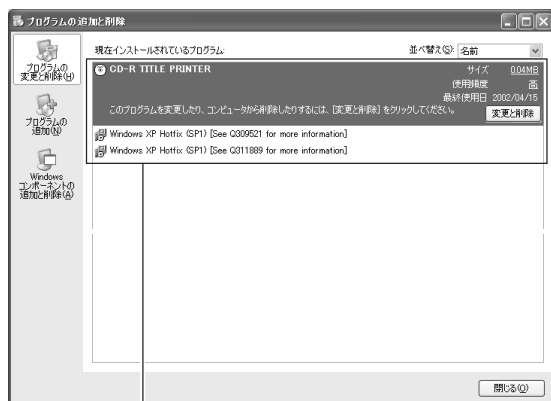 プログラムの追加と削除
プログラムの
変更と削除(H)
プログラムの
追加(N)
Windows
コンポーネントの
追加と削除(A)
現在インストールされているプログラム:
並べ替え(S): 名前
CD-R TITLE PRINTER
サイズ 0.04MB
使用頻度 高
最終使用日 2002/04/15
このプログラムを変更したり、コンピュータから削除したりするには、[変更と削除] をクリックしてください。
変更と削除
Windows XP Hotfix (SP1) [See Q309521 for more information]
Windows XP Hotfix (SP1) [See Q311889 for more information]
閉じる(O)